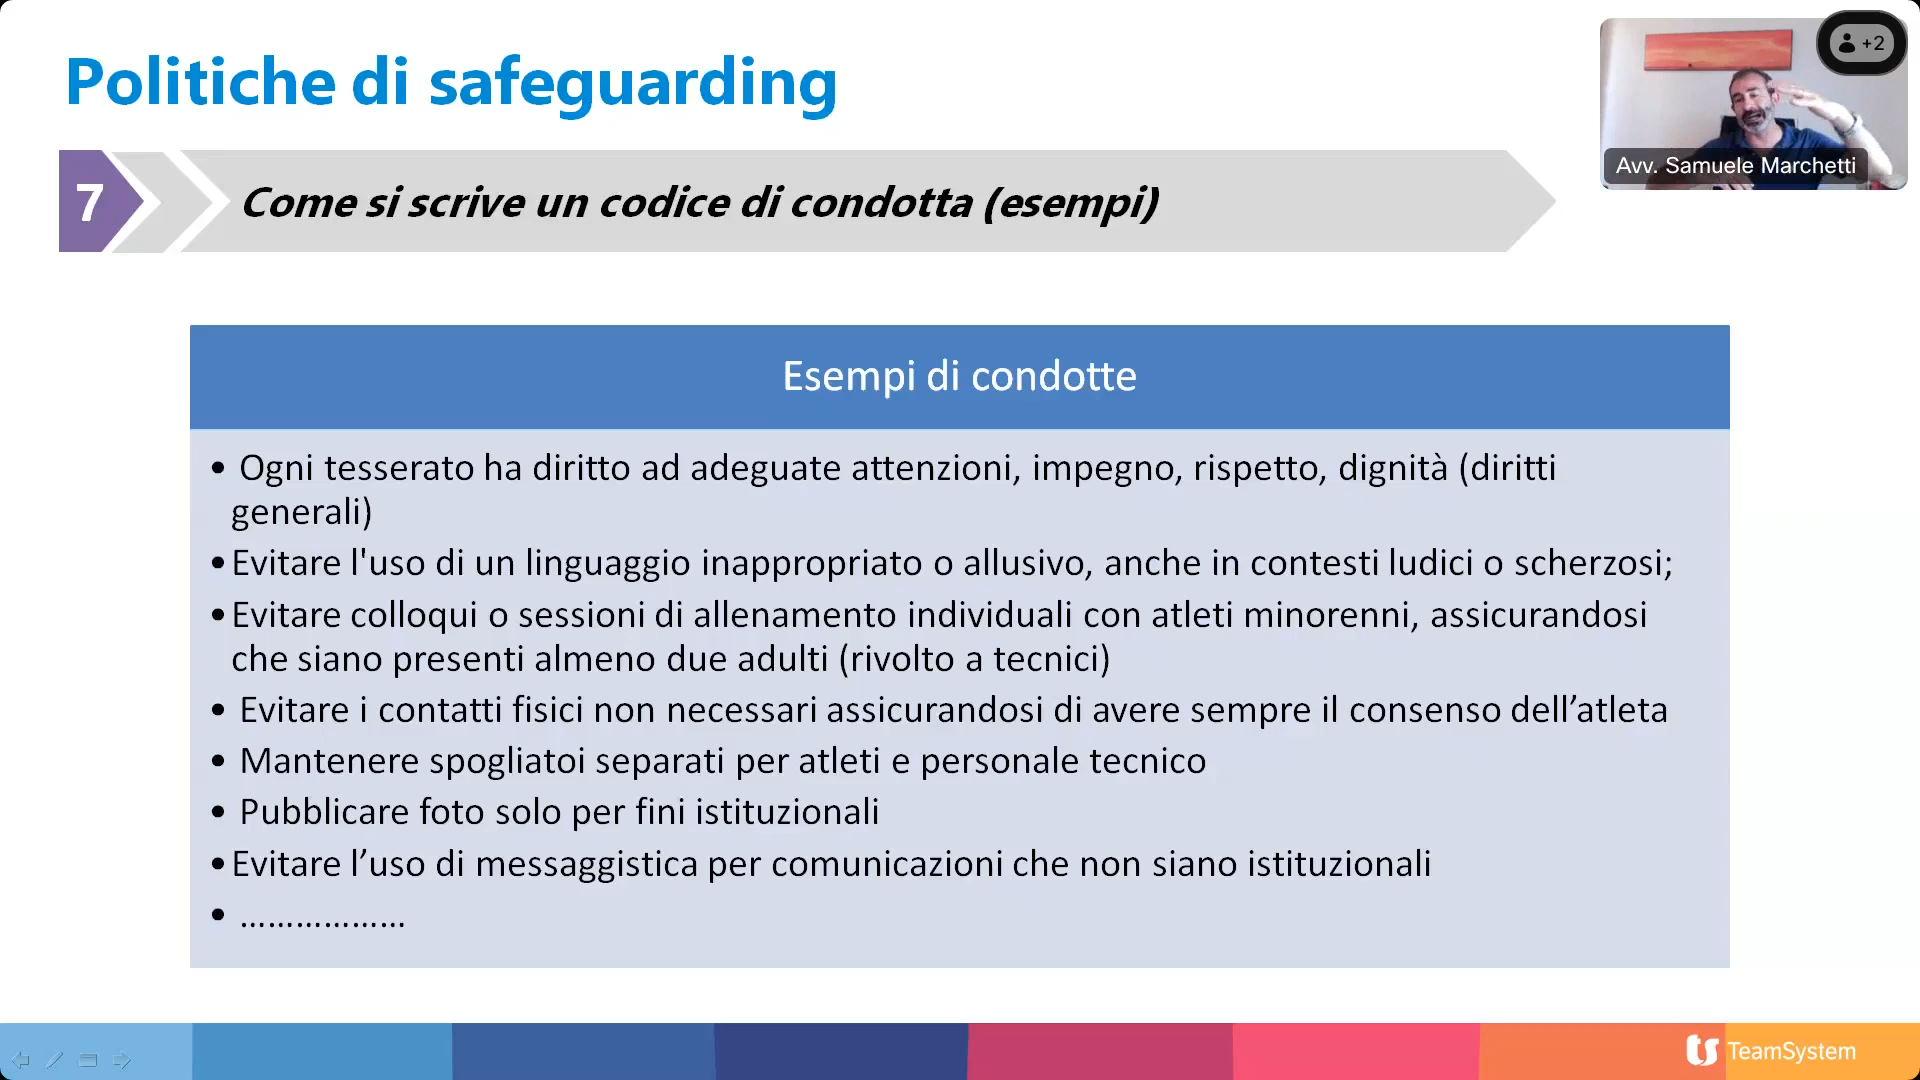 Politiche di safeguarding
+2
Avv. Samuele Marchetti
7
Come si scrive un codice di condotta (esempi)
Esempi di condotte
• Ogni tesserato ha diritto ad adeguate attenzioni, impegno, rispetto, dignità (diritti
generali)
• Evitare l'uso di un linguaggio inappropriato o allusivo, anche in contesti ludici o scherzosi;
• Evitare colloqui o sessioni di allenamento individuali con atleti minorenni, assicurandosi
che siano presenti almeno due adulti (rivolto a tecnici)
• Evitare i contatti fisici non necessari assicurandosi di avere sempre il consenso dell’atleta
• Mantenere spogliatoi separati per atleti e personale tecnico
• Pubblicare foto solo per fini istituzionali
• Evitare l’uso di messaggistica per comunicazioni che non siano istituzionali
• ………………
ts TeamSystem